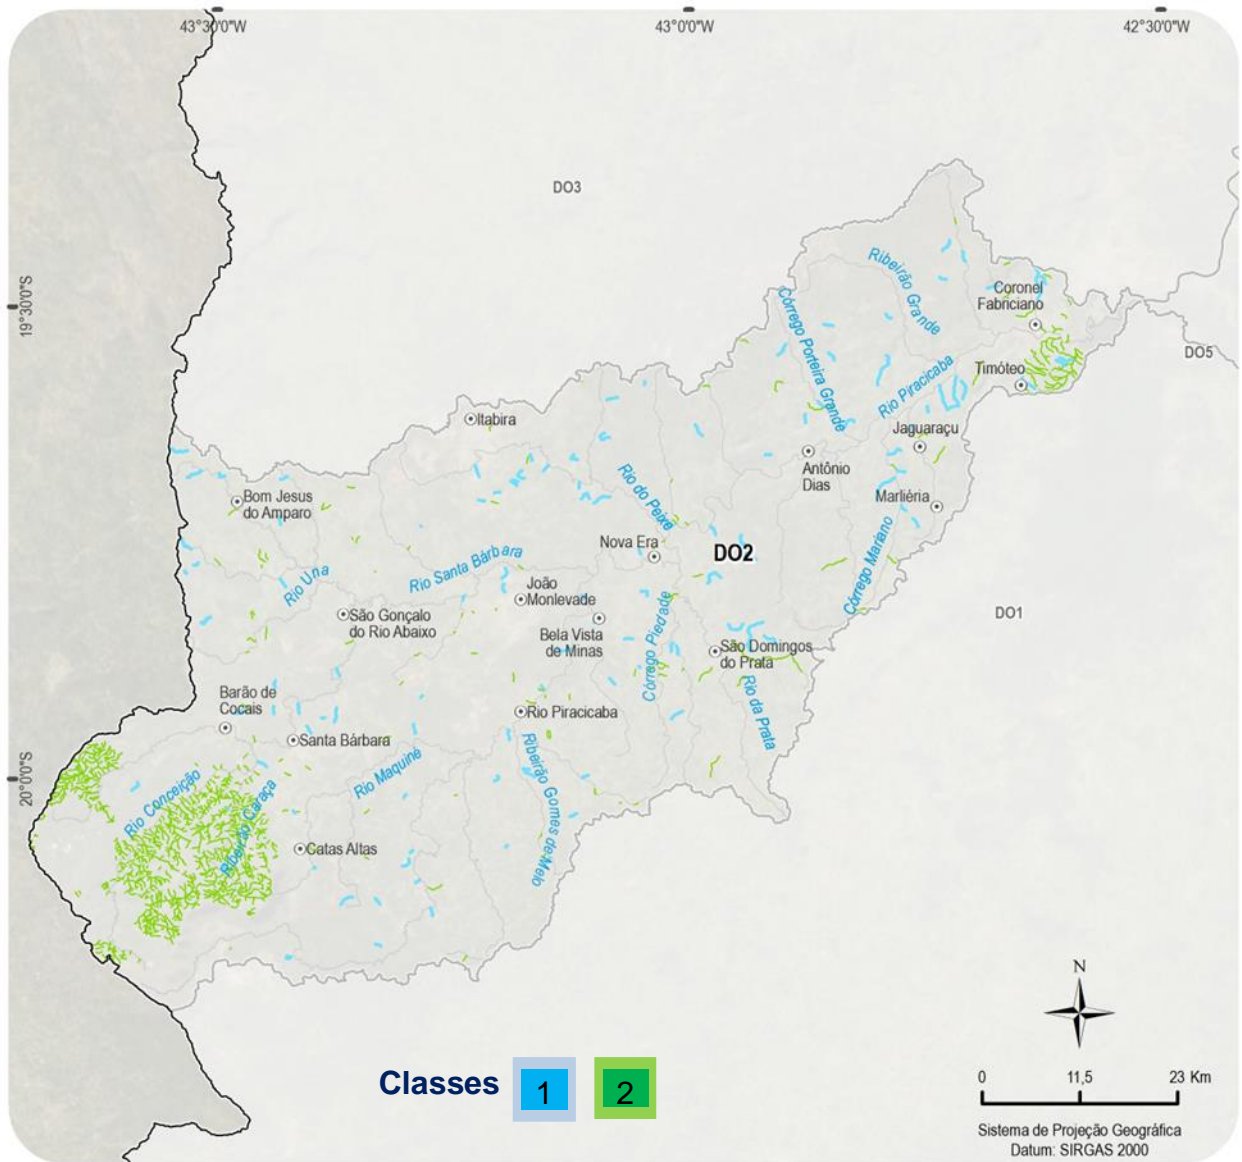 43°30'0"W
43°0'0"W
42°30'0"W
DO3
Ribeirão Grande
19°30'0"S
Coronel
Fabriciano
Córrego Porteira Grande
DO5
Timóteo
Rio Piracicaba
Itabira
Jaguaraçu
Antônio
Dias
Rio do Peixe
Bom Jesus
do Amparo
Marliéria
Nova Era
DO2
Rio Santa Bárbara
Córrego Mariano
Rio Una
João
Monlevade
São Gonçalo
do Rio Abaixo
DO1
Bela Vista
de Minas
Córrego Piedade
São Domingos
do Prata
Barão de
Cocais
Rio da Prata
Rio Piracicaba
Santa Bárbara
Rio Maquiné
Ribeirão Gomes de Melo
20°0'0"S
Rio Conceição
Ribeirão Caraça
Catas Altas
N
Classes 1 2
0 11,5 23 Km
Sistema de Projeção Geográfica
Datum: SIRGAS 2000